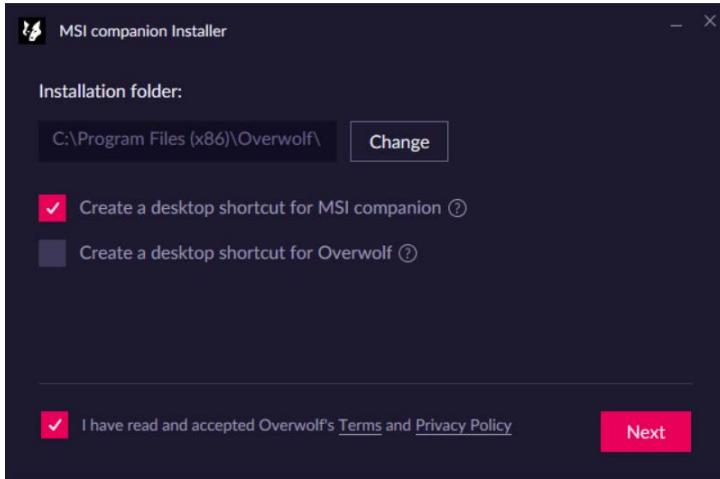 MSI companion Installer
Installation folder:
C:\Program Files (x86)\Overwolf\
Change
Create a desktop shortcut for MSI companion ?
Create a desktop shortcut for Overwolf ?
I have read and accepted Overwolf's Terms and Privacy Policy
Next